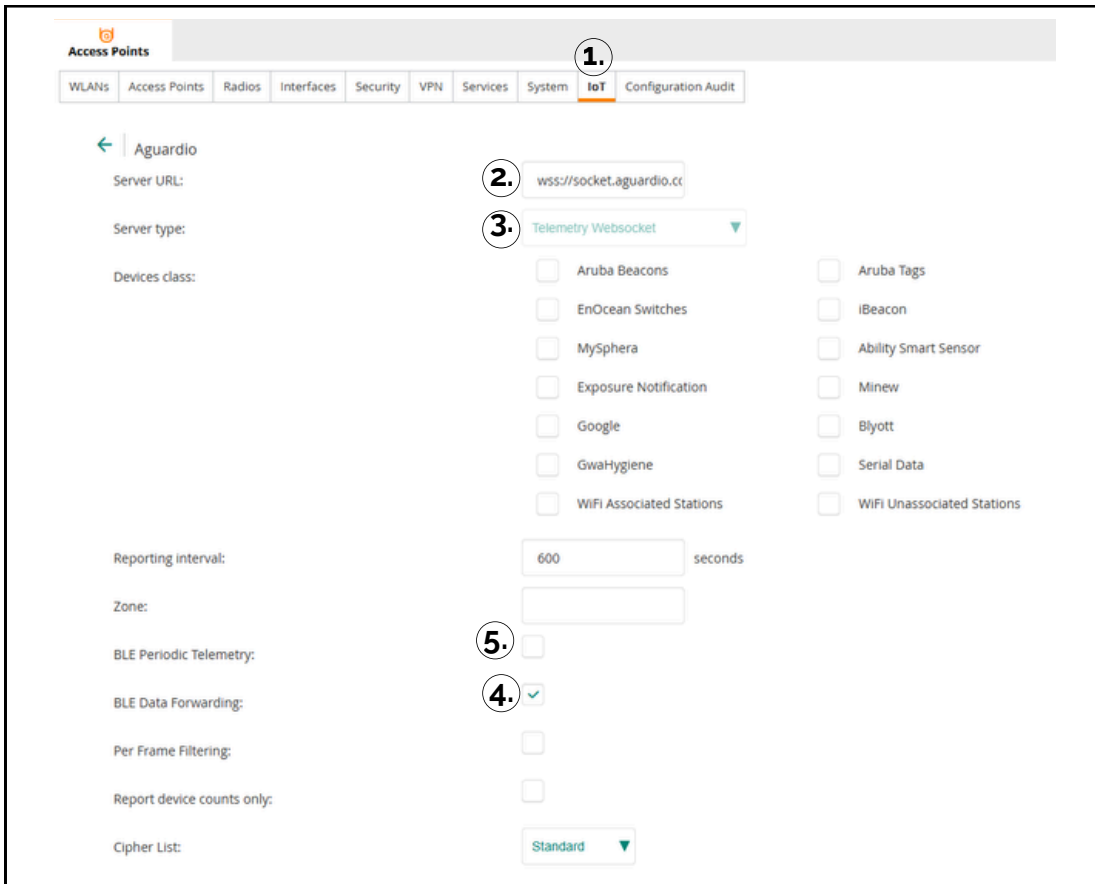 Access Points
1.
WLANs Access Points Radios Interfaces Security VPN Services System IoT Configuration Audit
Aguardio
Server URL: 2. wss://socket.aguardio.cc
Server type: 3. Telemetry Websocket
Devices class: Aruba Beacons Aruba Tags
EnOcean Switches iBeacon
MySphera Ability Smart Sensor
Exposure Notification Minew
Google Blyott
GwaHygiene Serial Data
WiFi Associated Stations WiFi Unassociated Stations
Reporting interval: 600 seconds
Zone:
BLE Periodic Telemetry: 5.
BLE Data Forwarding: 4.
Per Frame Filtering:
Report device counts only:
Cipher List: Standard